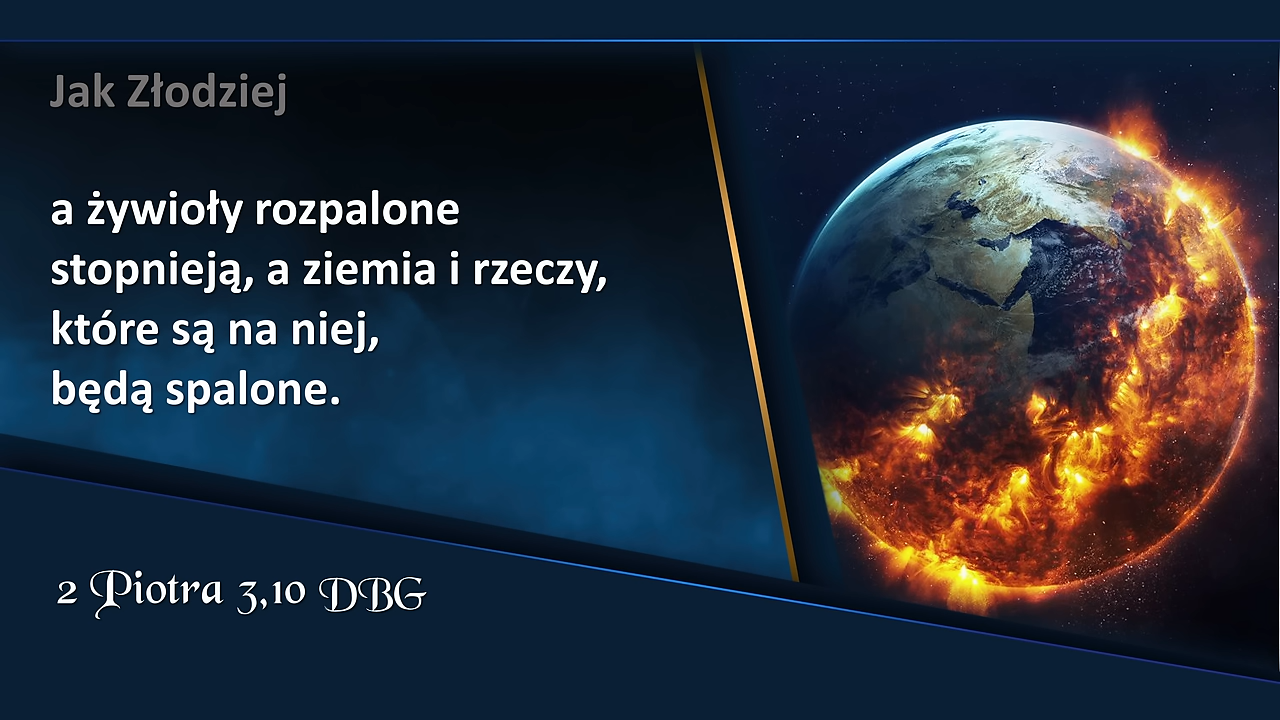 Jak Złodziej
a żywioły rozpalone
stopnieją, a ziemia i rzeczy,
które są na niej,
będą spalone.
2 Piotra 3,10 DBG